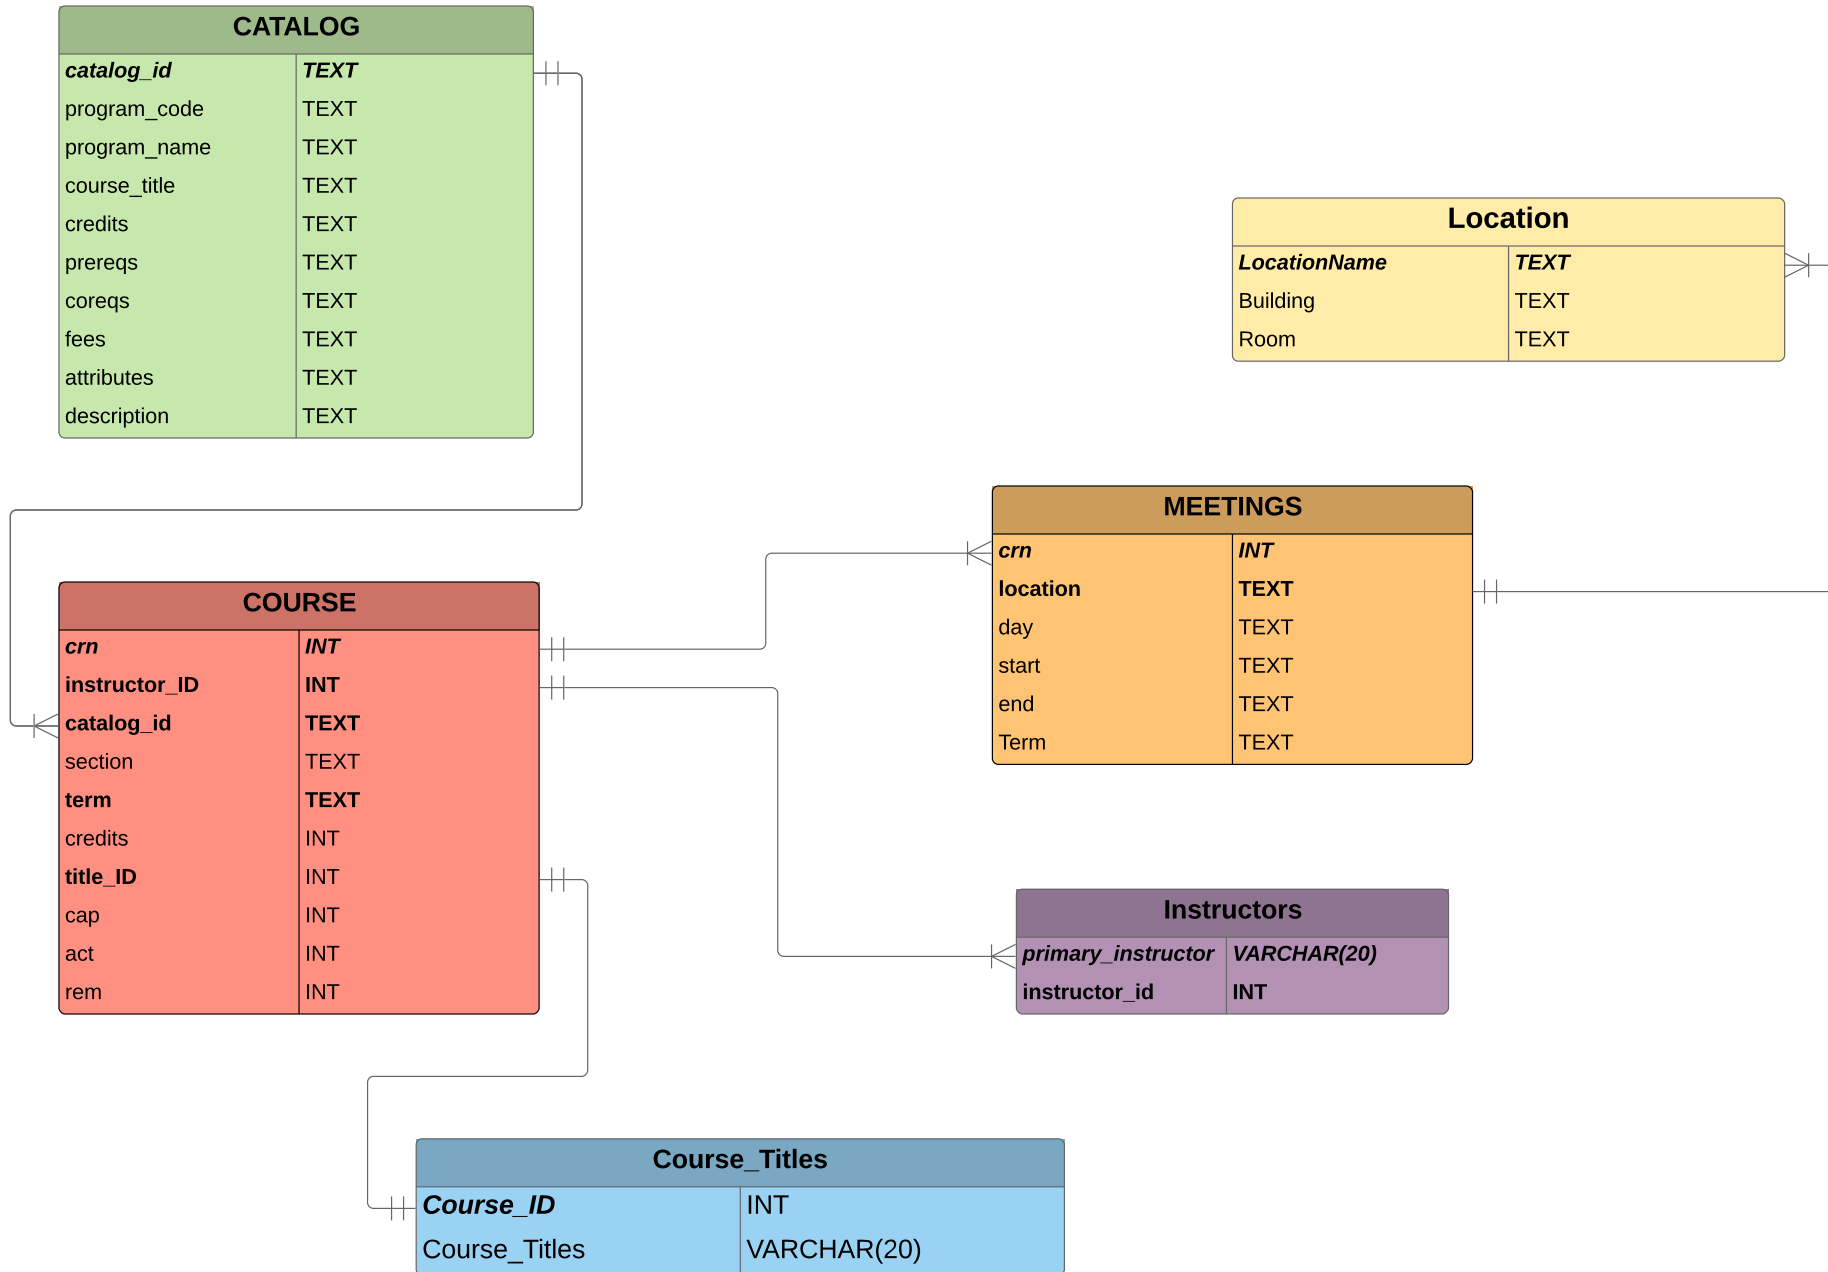 CATALOG
catalog_id TEXT
program_code TEXT
program_name TEXT
course_title TEXT
credits TEXT
prereqs TEXT
coreqs TEXT
fees TEXT
attributes TEXT
description TEXT
Location
LocationName TEXT
Building TEXT
Room TEXT
MEETINGS
crn INT
location TEXT
day TEXT
start TEXT
end TEXT
Term TEXT
COURSE
crn INT
instructor_ID INT
catalog_id TEXT
section TEXT
term TEXT
credits INT
title_ID INT
cap INT
act INT
rem INT
Instructors
primary_instructor VARCHAR(20)
instructor_id INT
Course_Titles
Course_ID INT
Course_Titles VARCHAR(20)